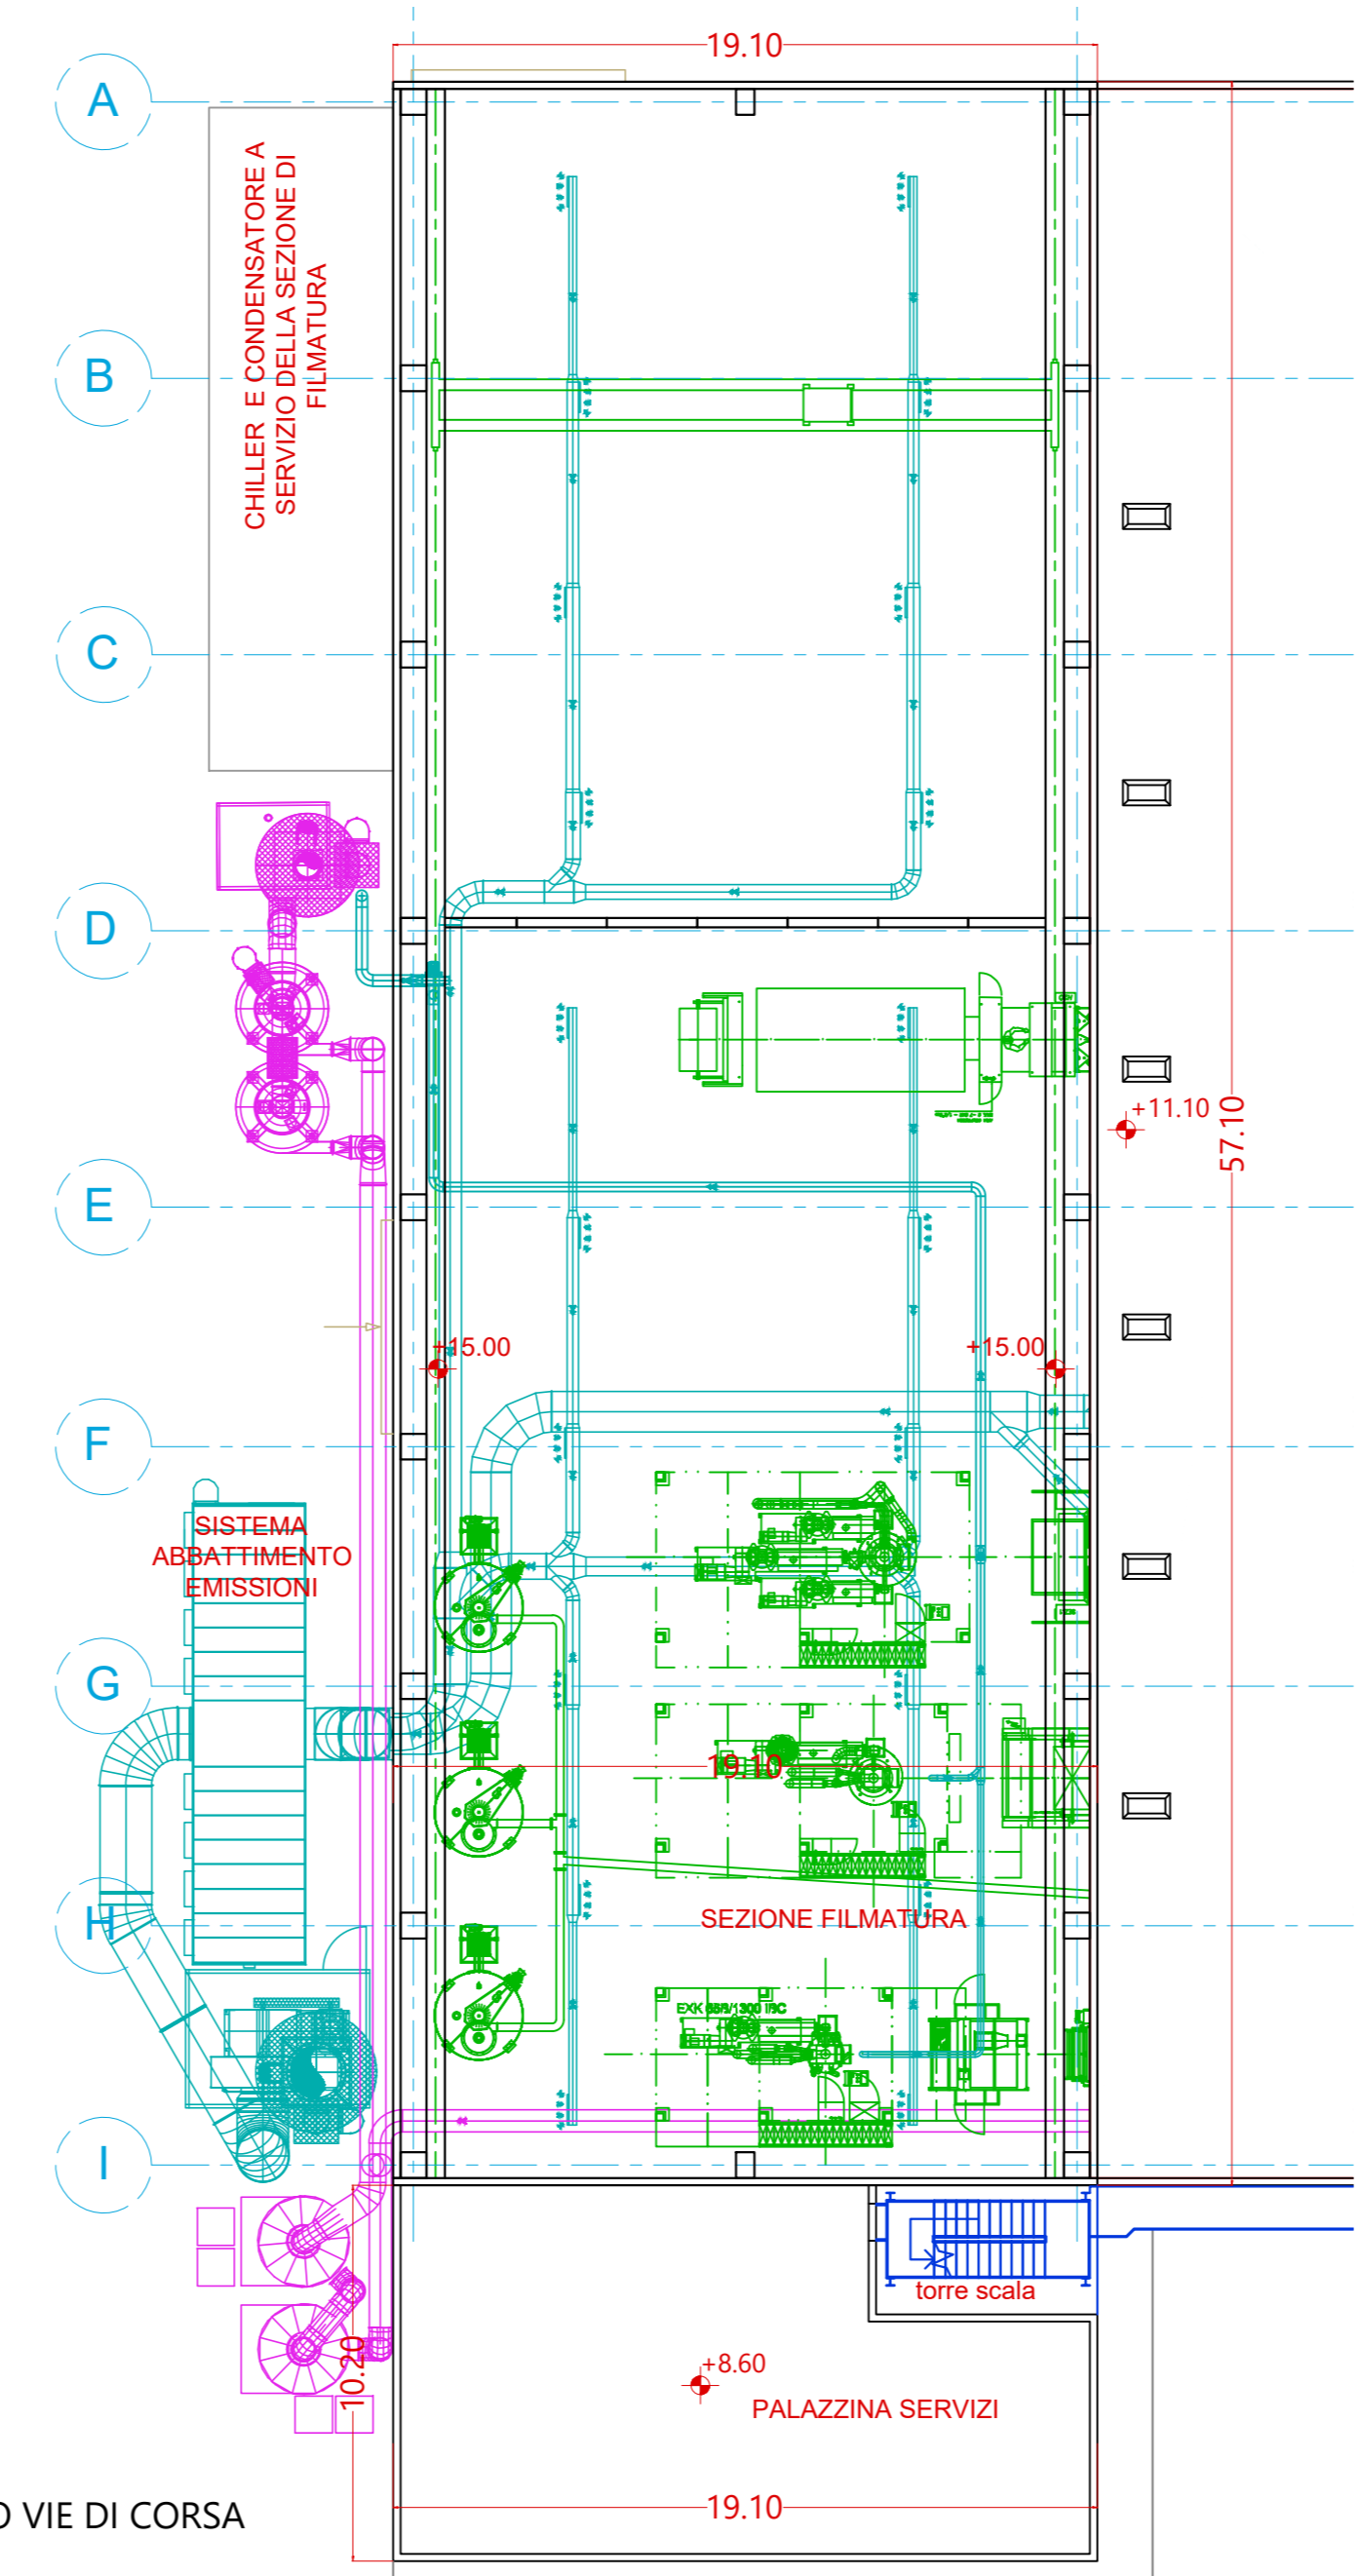 19.10
A
CHILLER E CONDENSATORE A
SERVIZIO DELLA SEZIONE DI
FILMATURA
B
C
D
+11.10
57.10
E
+15.00
+15.00
F
SISTEMA
ABBATTIMENTO
EMISSIONI
G
19.10
H
SEZIONE FILMATURA
I
torre scala
10.20
+8.60
PALAZZINA SERVIZI
19.10
O VIE DI CORSA